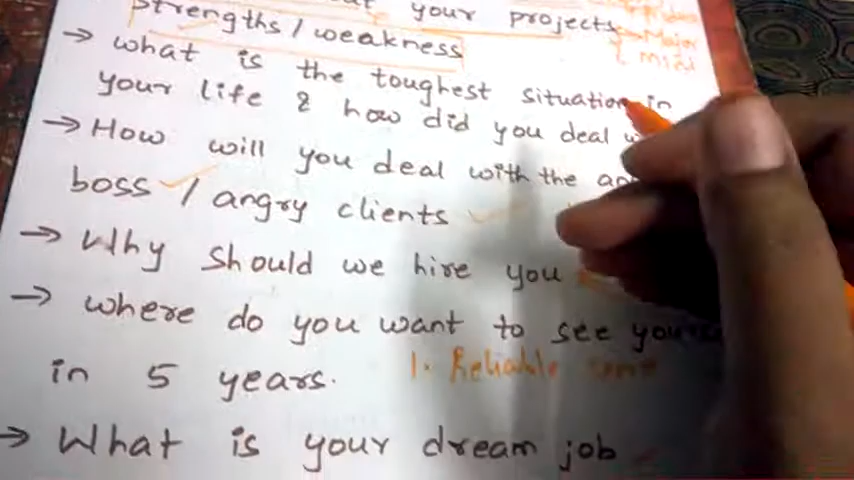 your projects
strengths / weakness
Major
→ what is the toughest situation in
your life & how did you deal
→ How will you deal with the
boss / angry clients
→ Why should we hire you
→ where do you want to see
in 5 years.
1. Reliable
→ What is your dream job